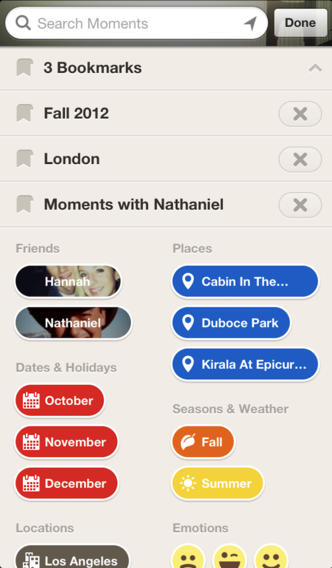 Search Moments
Done
3 Bookmarks
Fall 2012
London
Moments with Nathaniel
Friends
Hannah
Nathaniel
Dates & Holidays
October
November
December
Locations
Los Angeles
Places
Cabin In The...
Duboce Park
Kirala At Epicur...
Seasons & Weather
Fall
Summer
Emotions